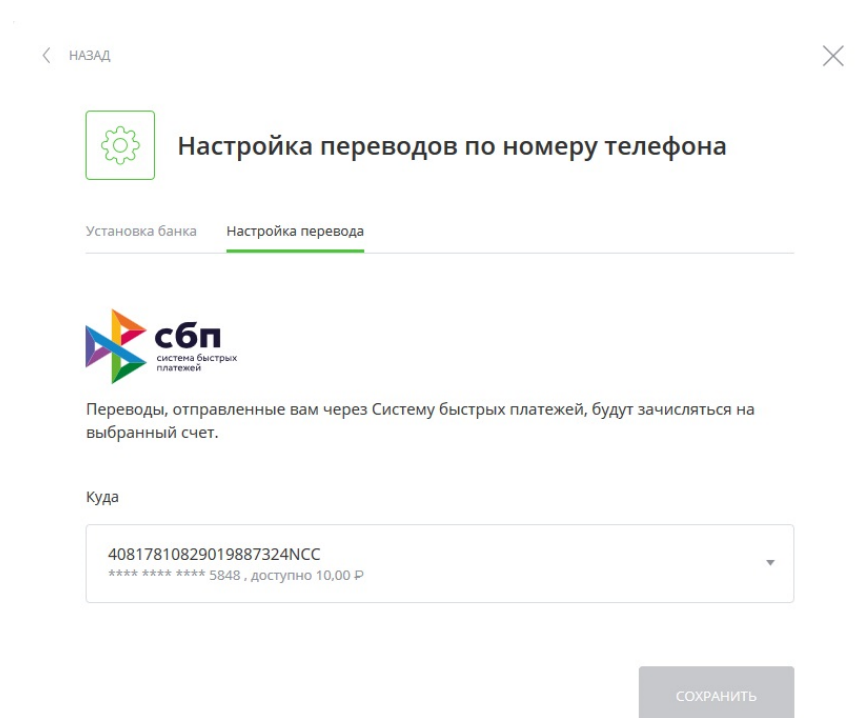 НАЗАД
Настройка переводов по номеру телефона
Установка банка Настройка перевода
сбп
система быстрых
платежей
Переводы, отправленные вам через Систему быстрых платежей, будут зачисляться на
выбранный счет.
Куда
40817810829019887324NCC
**** **** **** 5848 , доступно 10,00 ₽
СОХРАНИТЬ